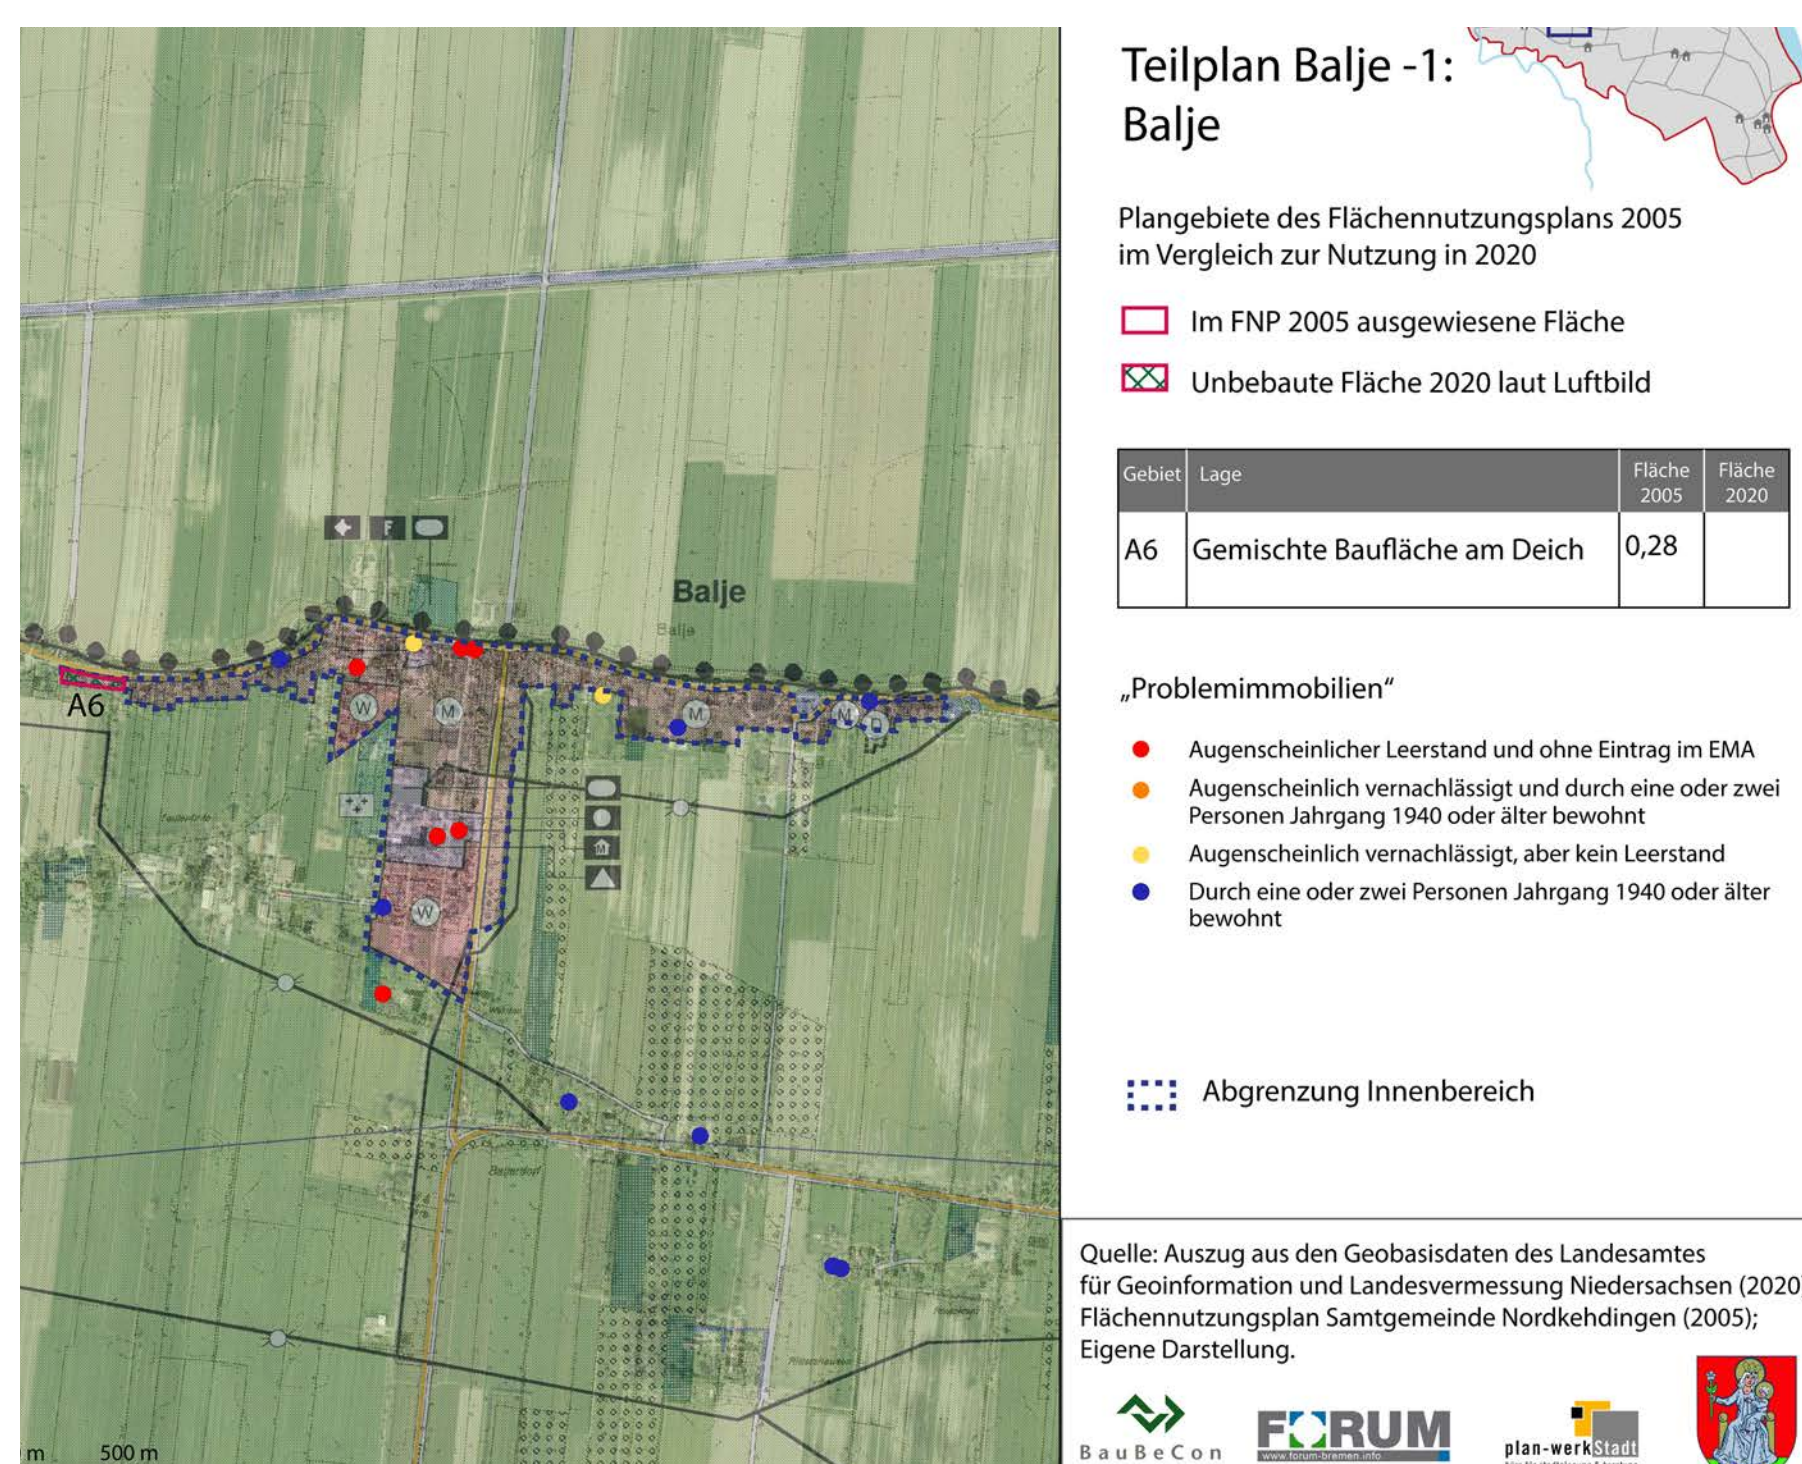 Teilplan Balje -1:
Balje
Plangebiete des Flächennutzungsplans 2005
im Vergleich zur Nutzung in 2020
Im FNP 2005 ausgewiesene Fläche
Unbebaute Fläche 2020 laut Luftbild
Gebiet Lage Fläche 2005 Fläche 2020
A6 Gemischte Baufläche am Deich 0,28
„Problemimmobilien“
Augenscheinlicher Leerstand und ohne Eintrag im EMA
Augenscheinlich vernachlässigt und durch eine oder zwei
Personen Jahrgang 1940 oder älter bewohnt
Augenscheinlich vernachlässigt, aber kein Leerstand
Durch eine oder zwei Personen Jahrgang 1940 oder älter
bewohnt
Abgrenzung Innenbereich
Quelle: Auszug aus den Geobasisdaten des Landesamtes
für Geoinformation und Landesvermessung Niedersachsen (2020
Flächennutzungsplan Samtgemeinde Nordkehdingen (2005);
Eigene Darstellung.
BauBeCon
FORUM
www.forum-bremen.info
plan-werkStadt
F
Balje
Balje
A6
W
M
M
M
D
M
W
Baljerdorf
m 500 m